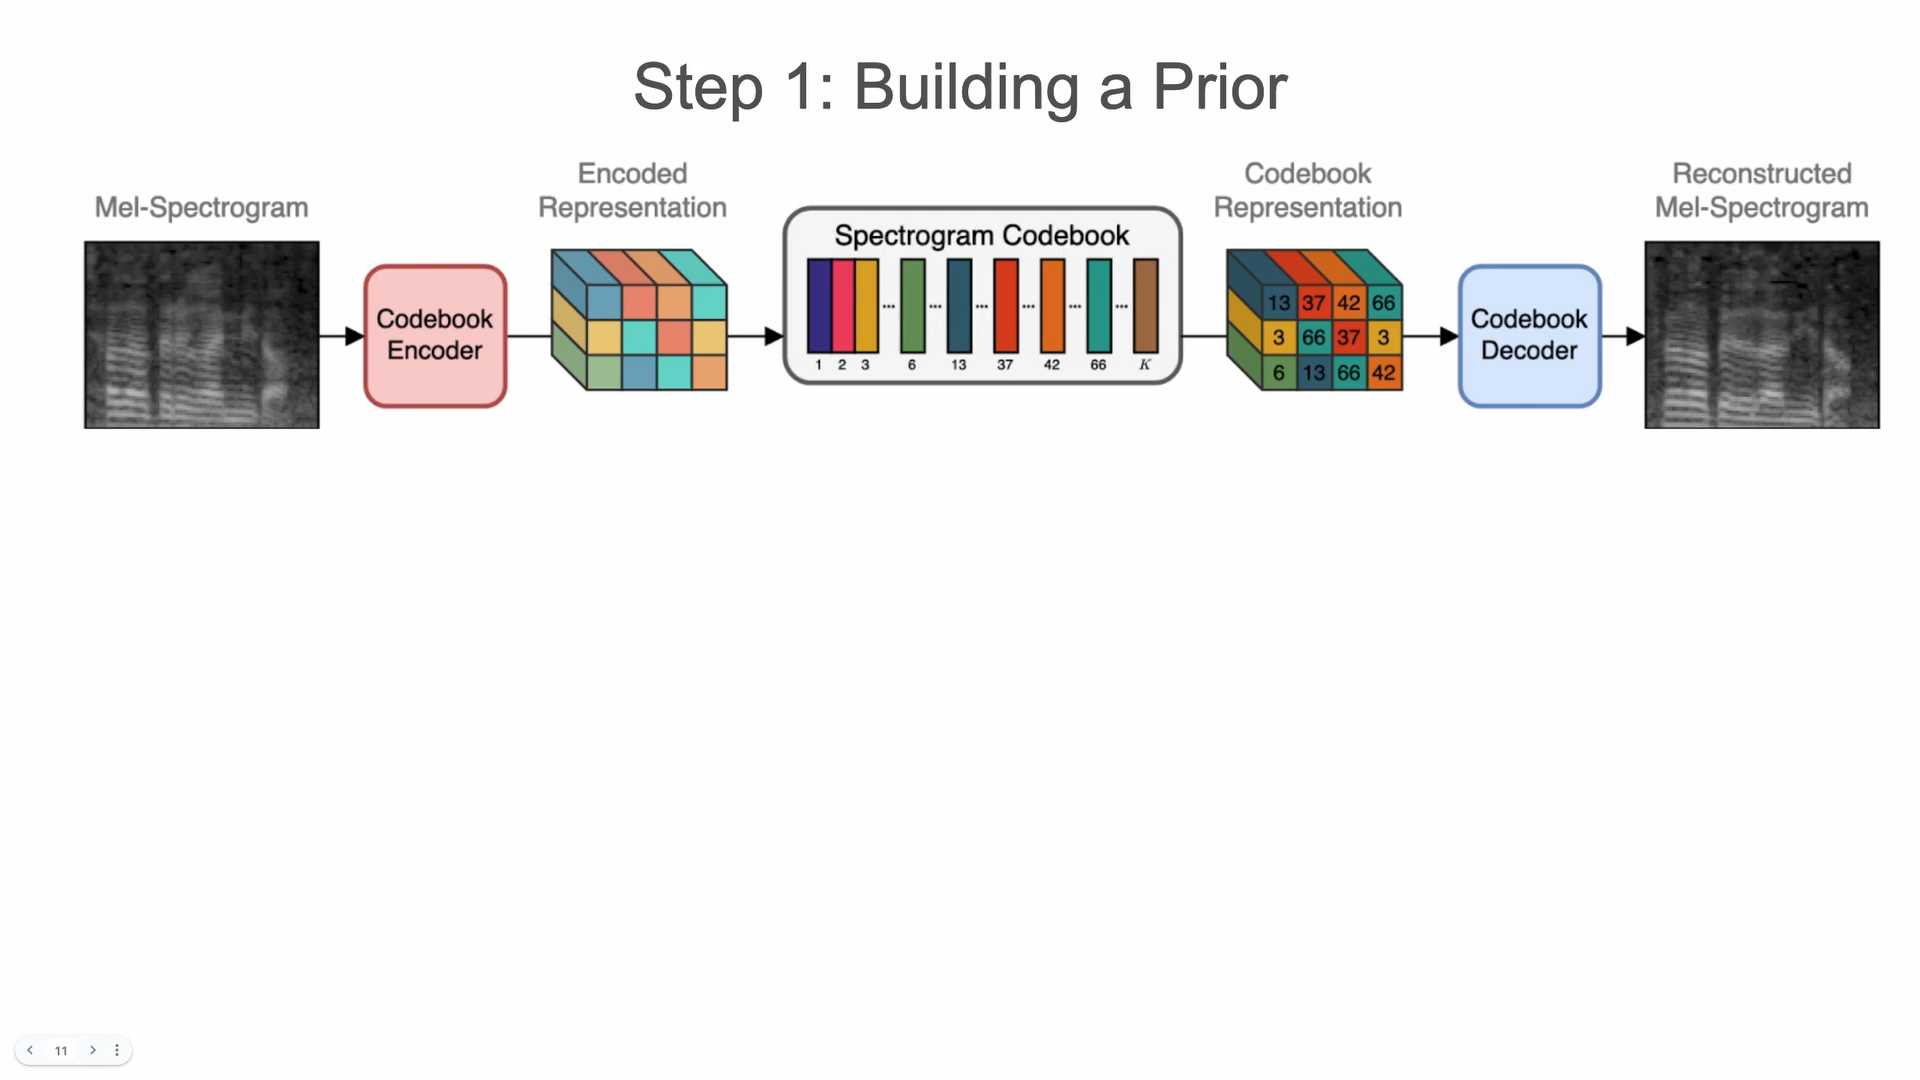 Step 1: Building a Prior
Mel-Spectrogram
Encoded
Representation
Codebook
Representation
Reconstructed
Mel-Spectrogram
Codebook
Encoder
Spectrogram Codebook
... ... ... ... ... ...
1 2 3 6 13 37 42 66 K
13 37 42 66
3 66 37 3
6 13 66 42
Codebook
Decoder
11